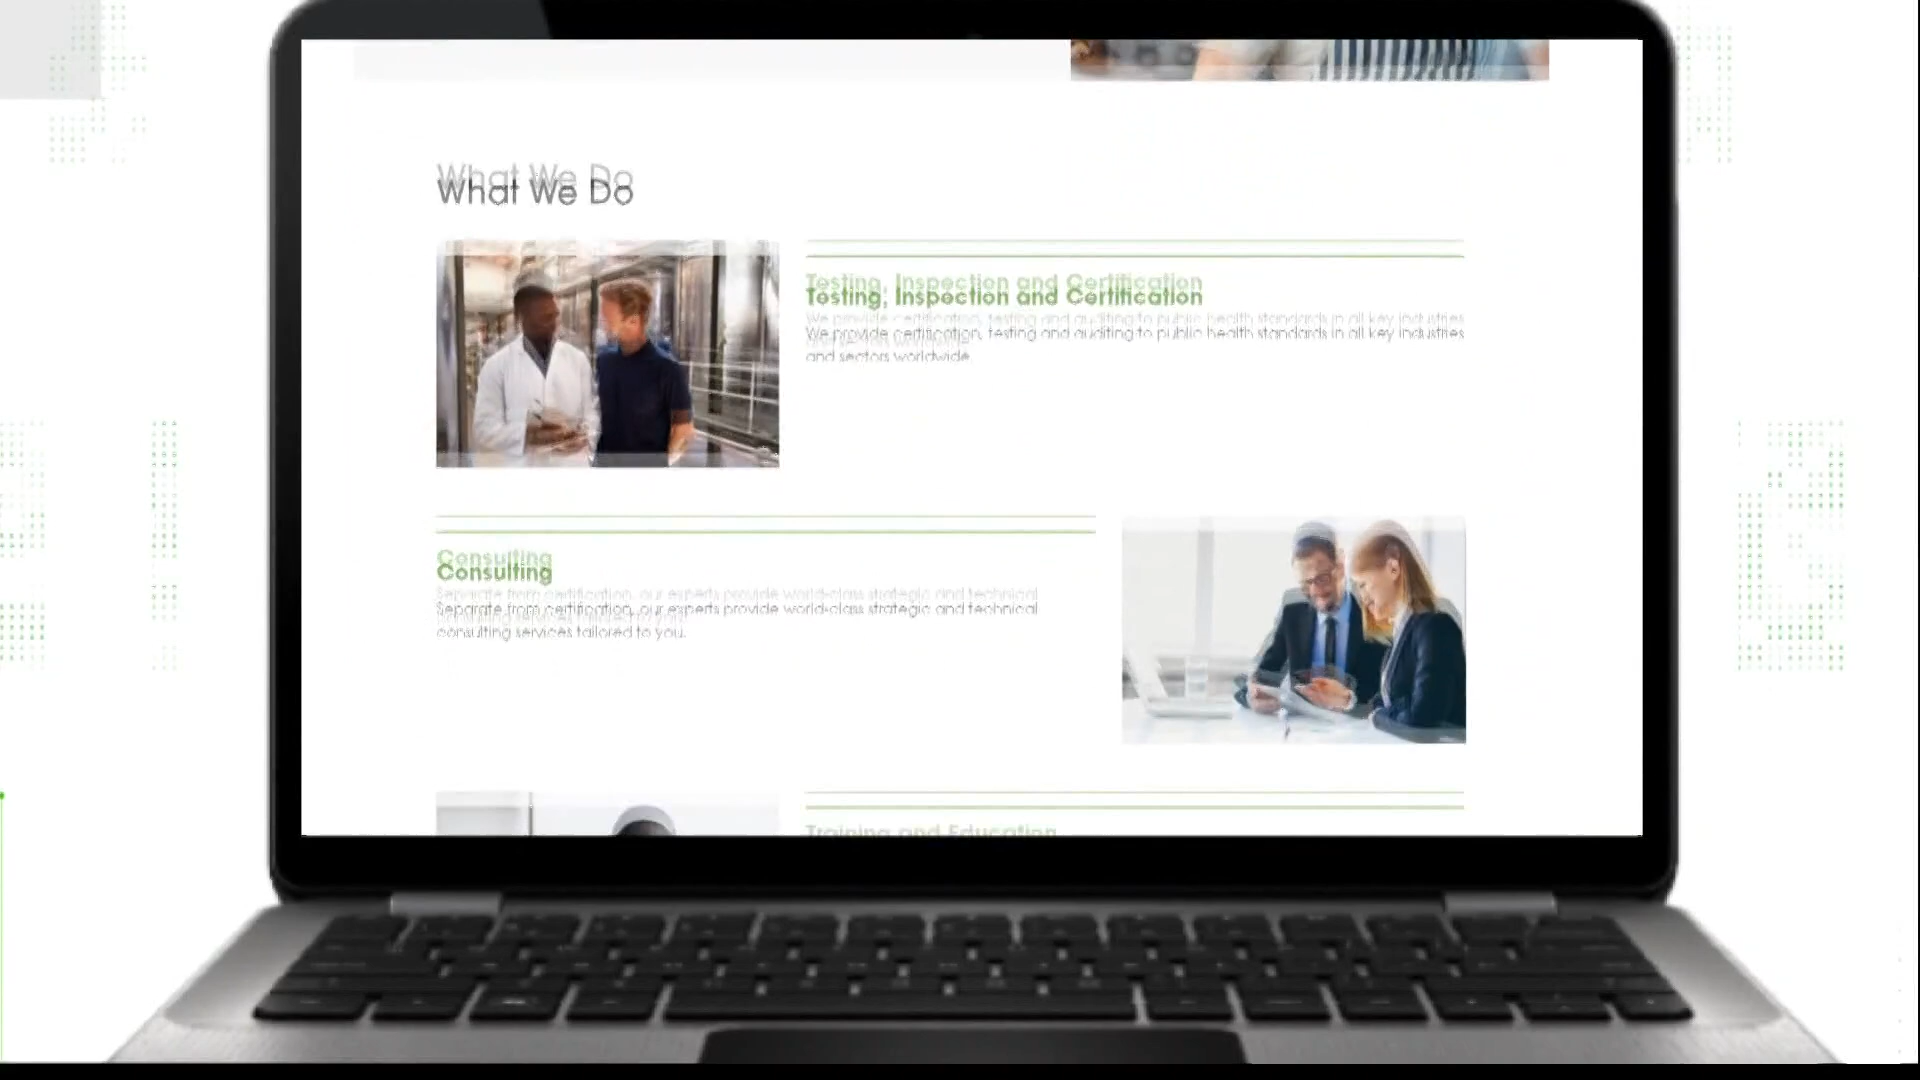 What We Do
Testing, Inspection and Certification
We provide certification, testing and auditing to public health standards in all key industries
and sectors worldwide.
Consulting
Separate from certification, our experts provide world-class strategic and technical
consulting services tailored to you.
Training and Education